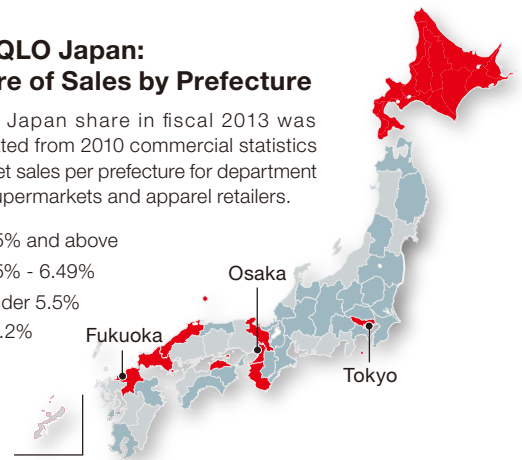 QLO Japan:
re of Sales by Prefecture
Japan share in fiscal 2013 was
ted from 2010 commercial statistics
et sales per prefecture for department
upermarkets and apparel retailers.
5% and above
5% - 6.49%
der 5.5%
.2%
Osaka
Fukuoka
Tokyo